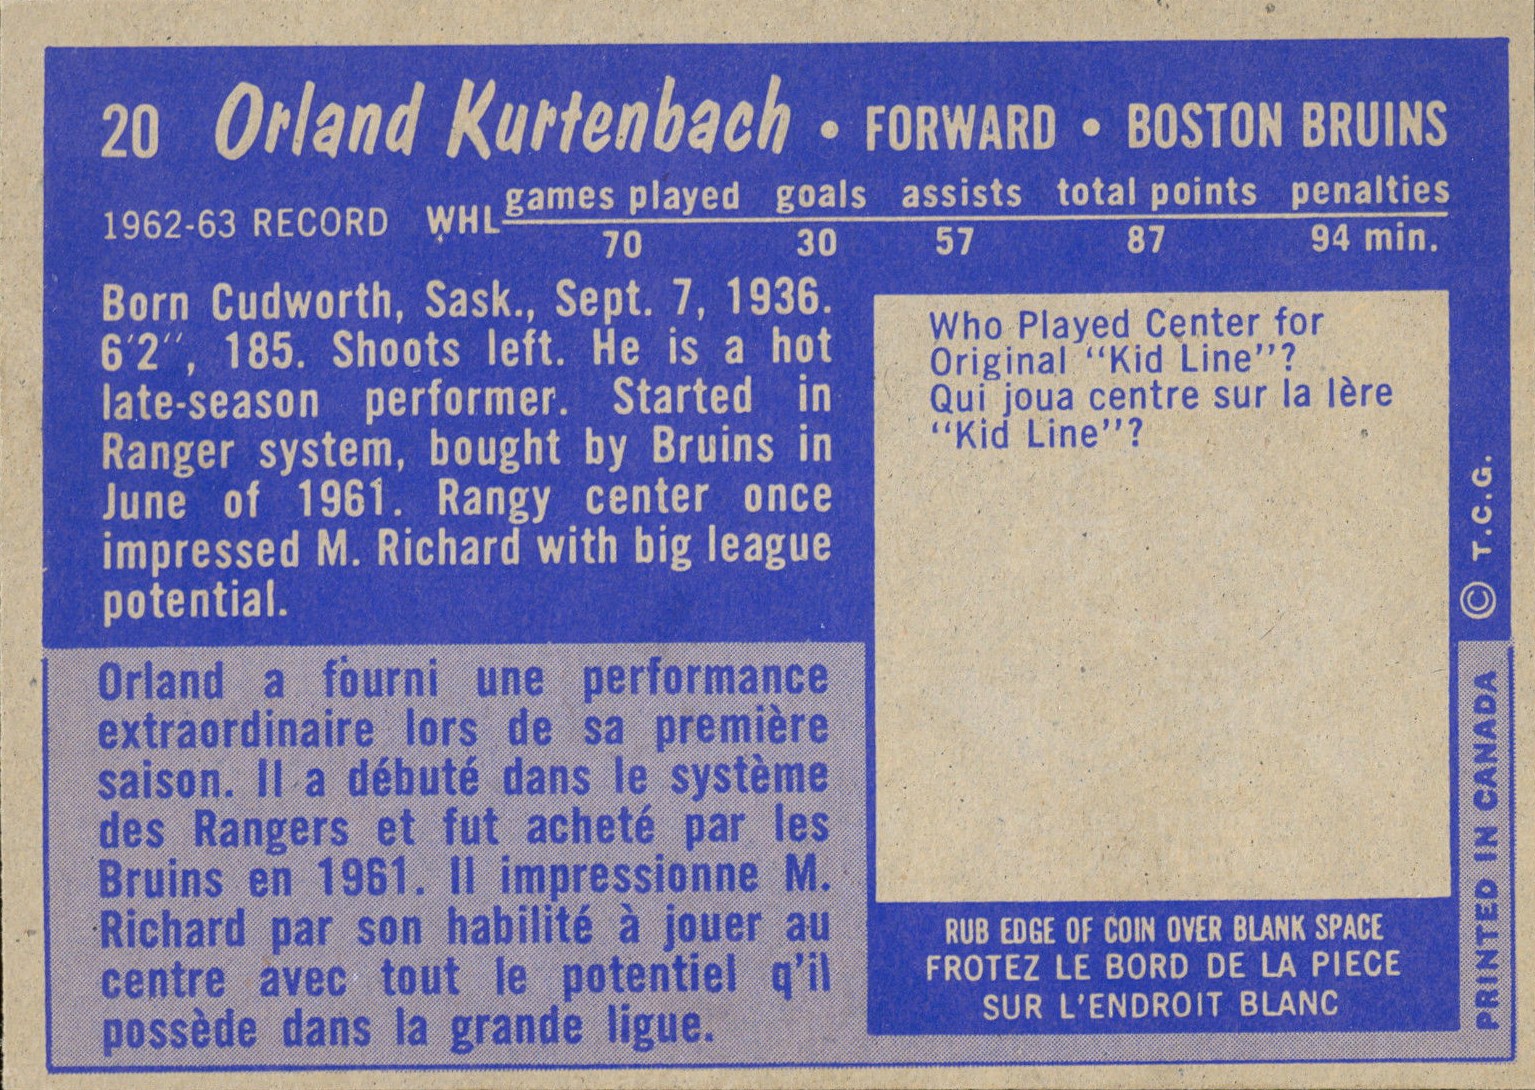 20 Orland Kurtenbach • FORWARD • BOSTON BRUINS
1962-63 RECORD WHL games played goals assists total points penalties
70 30 57 87 94 min.
Born Cudworth, Sask., Sept. 7, 1936.
6'2", 185. Shoots left. He is a hot
late-season performer. Started in
Ranger system, bought by Bruins in
June of 1961. Rangy center once
impressed M. Richard with big league
potential.
Orland a fourni une performance
extraordinaire lors de sa première
saison. Il a débuté dans le système
des Rangers et fut acheté par les
Bruins en 1961. Il impressionne M.
Richard par son habilité à jouer au
centre avec tout le potentiel q'il
possède dans la grande ligue.
Who Played Center for
Original "Kid Line"?
Qui joua centre sur la lère
"Kid Line"?
RUB EDGE OF COIN OVER BLANK SPACE
FROTEZ LE BORD DE LA PIECE
SUR L'ENDROIT BLANC
© T.C.G.
PRINTED IN CANADA